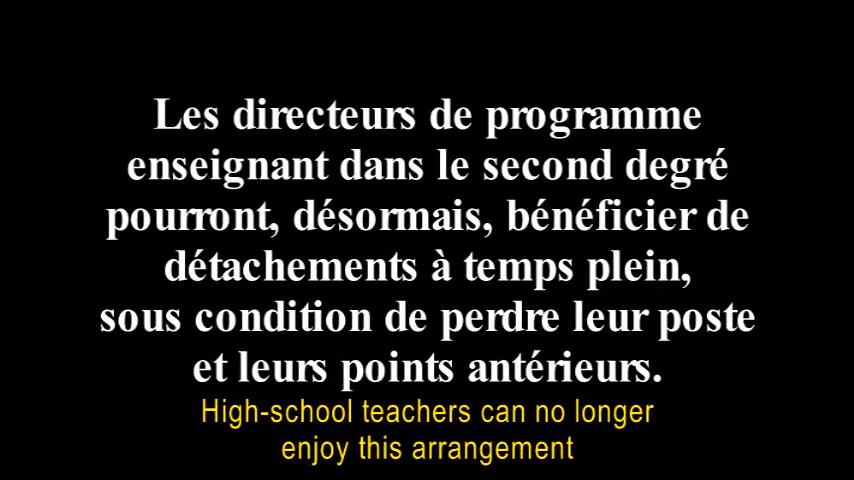 Les directeurs de programme
enseignant dans le second degré
pourront, désormais, bénéficier de
détachements à temps plein,
sous condition de perdre leur poste
et leurs points antérieurs.
High-school teachers can no longer
enjoy this arrangement